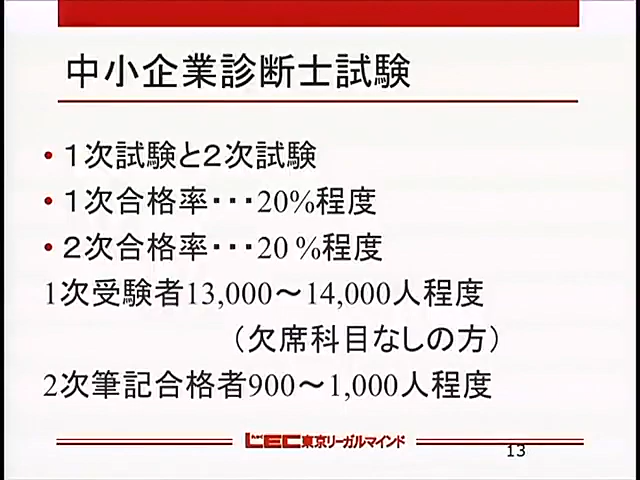 中小企業診断士試験
• １次試験と２次試験
• １次合格率・・・20%程度
• ２次合格率・・・20 %程度
1次受験者13,000～14,000人程度
（欠席科目なしの方）
2次筆記合格者900～1,000人程度
LEC東京リーガルマインド
13